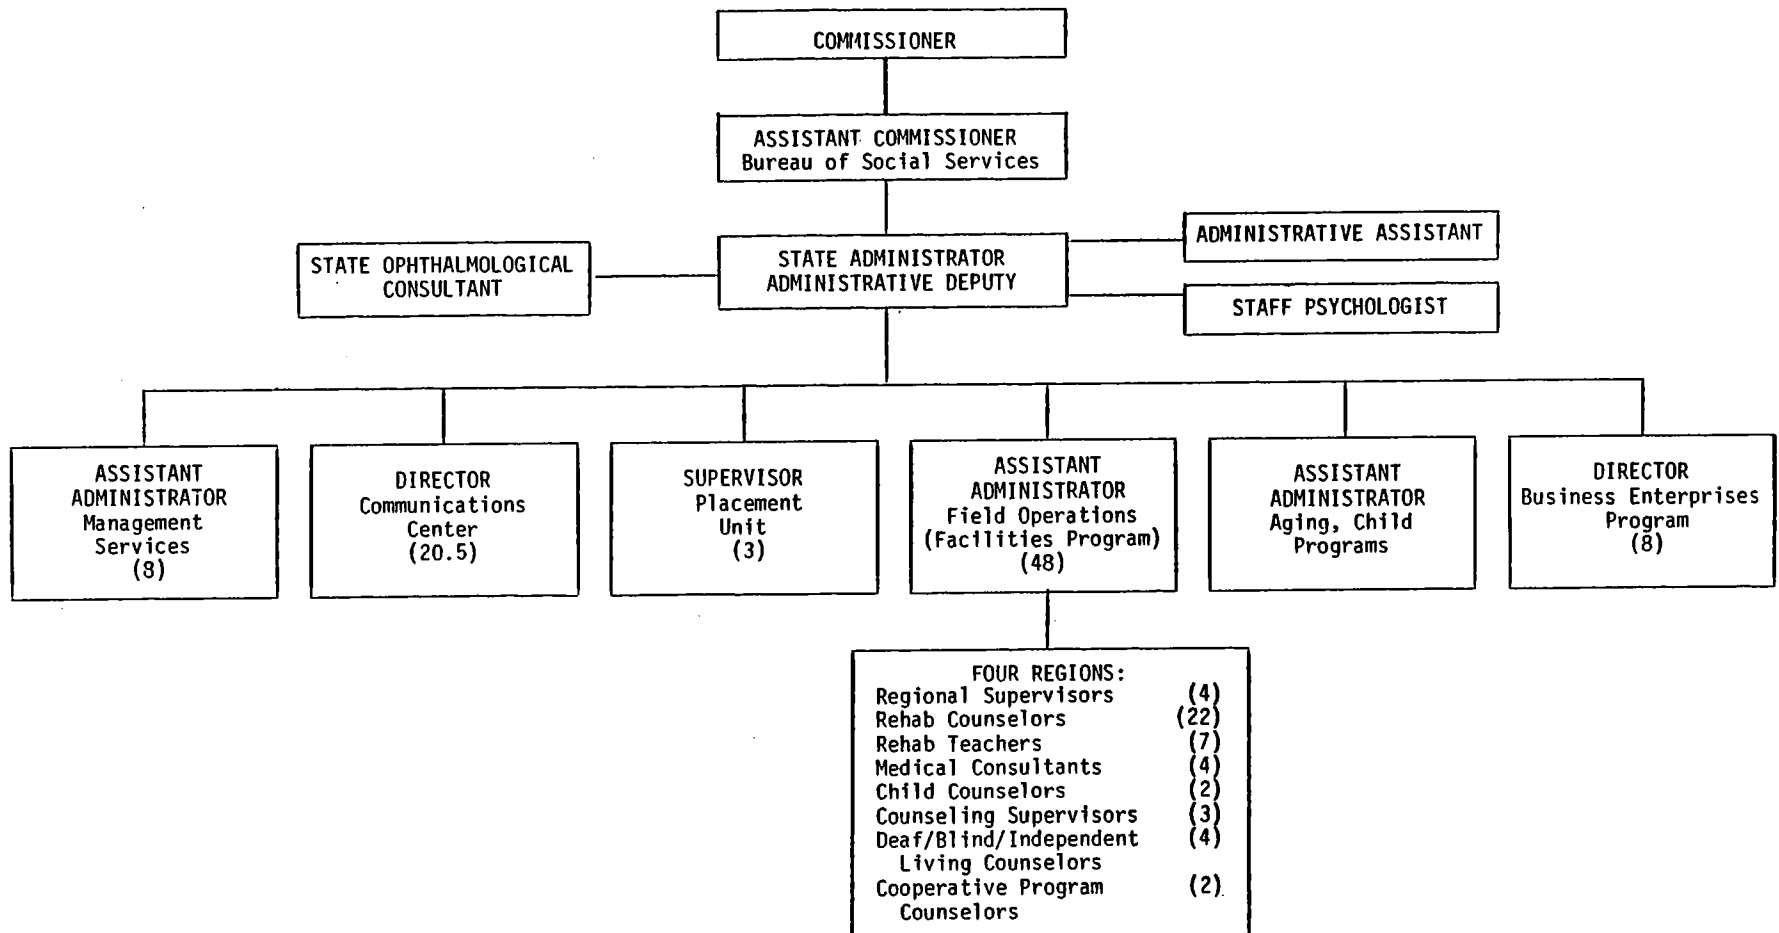 COMMISSIONER
ASSISTANT COMMISSIONER
Bureau of Social Services
STATE OPHTHALMOLOGICAL
CONSULTANT
STATE ADMINISTRATOR
ADMINISTRATIVE DEPUTY
ADMINISTRATIVE ASSISTANT
STAFF PSYCHOLOGIST
ASSISTANT
ADMINISTRATOR
Management
Services
(8)
DIRECTOR
Communications
Center
(20.5)
SUPERVISOR
Placement
Unit
(3)
ASSISTANT
ADMINISTRATOR
Field Operations
(Facilities Program)
(48)
ASSISTANT
ADMINISTRATOR
Aging, Child
Programs
DIRECTOR
Business Enterprises
Program
(8)
FOUR REGIONS:
Regional Supervisors (4)
Rehab Counselors (22)
Rehab Teachers (7)
Medical Consultants (4)
Child Counselors (2)
Counseling Supervisors (3)
Deaf/Blind/Independent (4)
Living Counselors
Cooperative Program (2)
Counselors